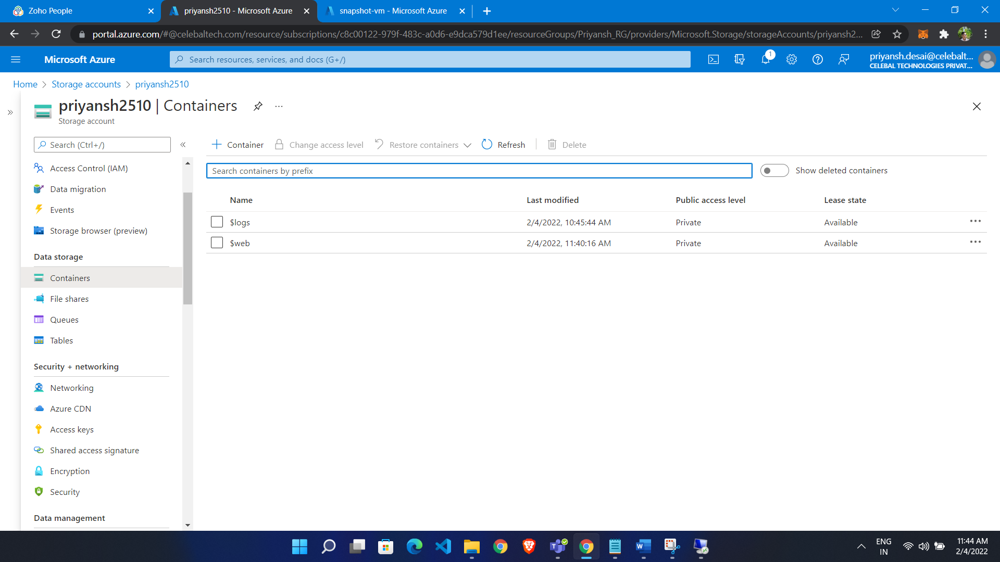 Zoho People
priyansh2510 - Microsoft Azure
snapshot-vm - Microsoft Azure
portal.azure.com/#@celebaltech.com/resource/subscriptions/c8c00122-979f-483c-a0d6-e9dca579d1ee/resourceGroups/Priyansh_RG/providers/Microsoft.Storage/storageAccounts/priyansh2...
Microsoft Azure
Search resources, services, and docs (G+/)
1
priyansh.desai@celebalt...
CELEBAL TECHNOLOGIES PRIVAT...
Home > Storage accounts > priyansh2510
priyansh2510 | Containers
Storage account
Search (Ctrl+/)
Container
Change access level
Restore containers
Refresh
Delete
Search containers by prefix
Show deleted containers
Name Last modified Public access level Lease state
$logs 2/4/2022, 10:45:44 AM Private Available
$web 2/4/2022, 11:40:16 AM Private Available
Access Control (IAM)
Data migration
Events
Storage browser (preview)
Data storage
Containers
File shares
Queues
Tables
Security + networking
Networking
Azure CDN
Access keys
Shared access signature
Encryption
Security
Data management
ENG
IN
11:44 AM
2/4/2022